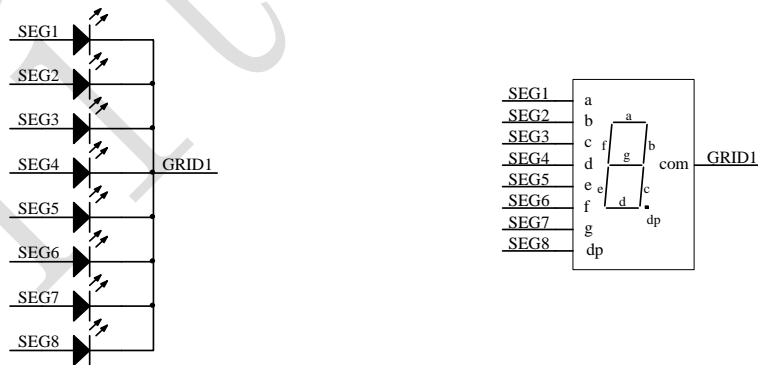 SEG1
SEG2
SEG3
SEG4
GRID1
SEG5
SEG6
SEG7
SEG8
SEG1
a
SEG2
b
a
SEG3
c
f
b
SEG4
d
g
com
GRID1
SEG5
e
e
c
SEG6
f
d
dp
SEG7
g
SEG8
dp